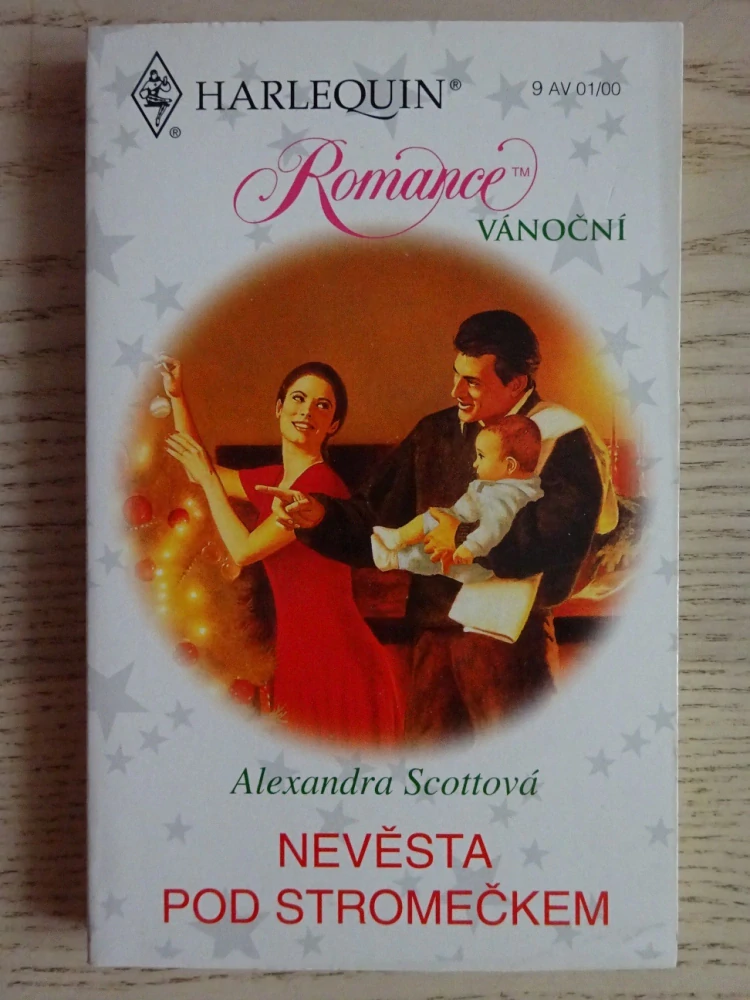 HARLEQUIN®
9 AV 01/00
®
Romance™
VÁNOČNÍ
Alexandra Scottová
NEVĚSTA
POD STROMEČKEM